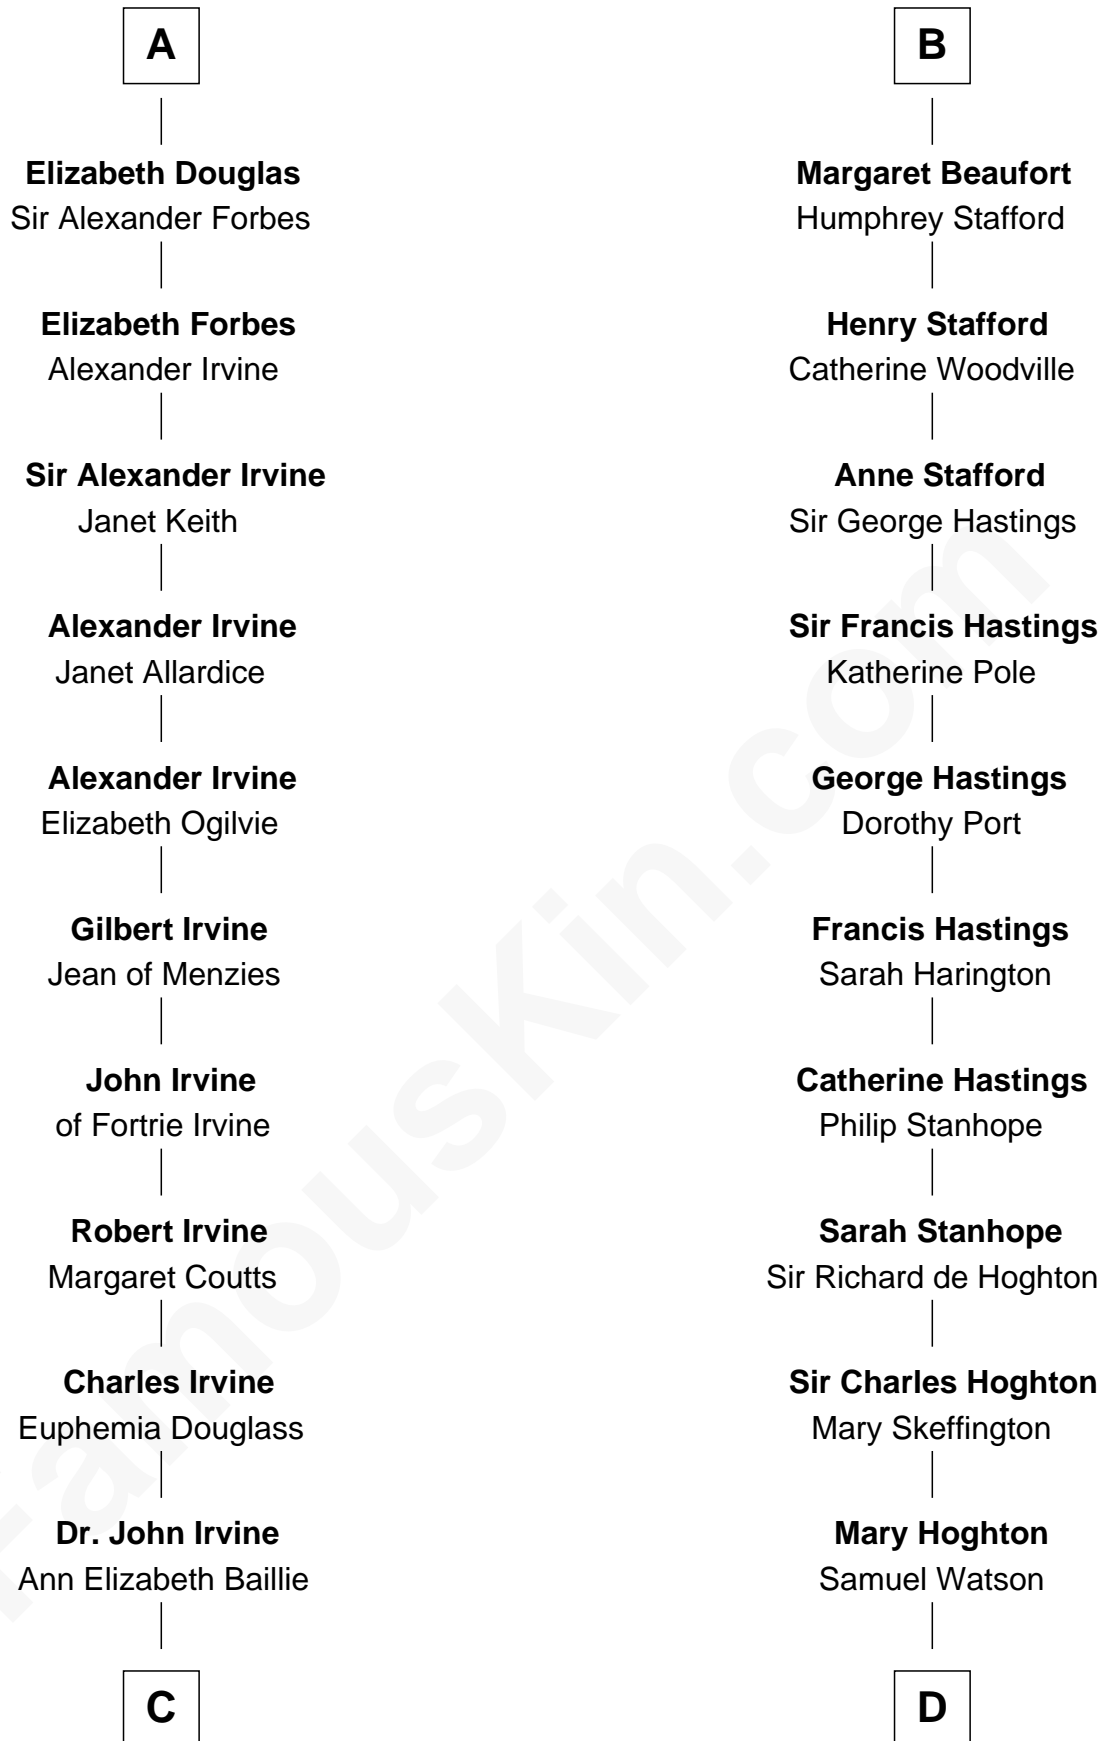 A
Elizabeth Douglas
Sir Alexander Forbes
Elizabeth Forbes
Alexander Irvine
Sir Alexander Irvine
Janet Keith
Alexander Irvine
Janet Allardice
Alexander Irvine
Elizabeth Ogilvie
Gilbert Irvine
Jean of Menzies
John Irvine
of Fortrie Irvine
Robert Irvine
Margaret Coutts
Charles Irvine
Euphemia Douglass
Dr. John Irvine
Ann Elizabeth Baillie
C
B
Margaret Beaufort
Humphrey Stafford
Henry Stafford
Catherine Woodville
Anne Stafford
Sir George Hastings
Sir Francis Hastings
Katherine Pole
George Hastings
Dorothy Port
Francis Hastings
Sarah Harington
Catherine Hastings
Philip Stanhope
Sarah Stanhope
Sir Richard de Hoghton
Sir Charles Hoghton
Mary Skeffington
Mary Hoghton
Samuel Watson
D
FamousKin.com